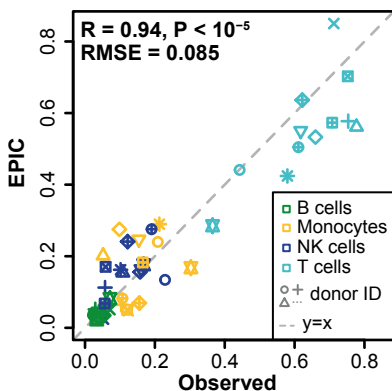 R = 0.94, P < 10⁻⁵
RMSE = 0.085
EPIC
0.8
0.6
0.4
0.2
0.0
B cells
Monocytes
NK cells
T cells
donor ID
...
y=x
0.0 0.2 0.4 0.6 0.8
Observed